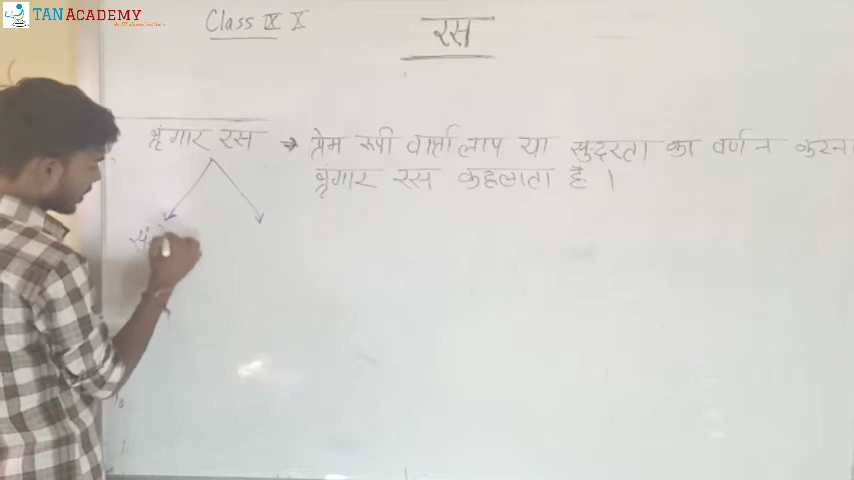 TAN ACADEMY
Class IX X
रस
श्रृंगार रस → प्रेम रूपी वार्तालाप या सुदरता का वर्णन करना
श्रृंगार रस कहलाता है ।
सं